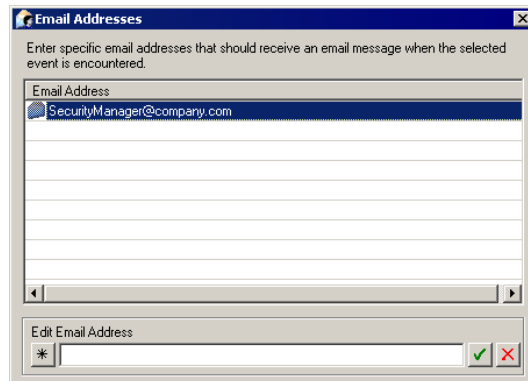 Email Addresses
Enter specific email addresses that should receive an email message when the selected
event is encountered.
Email Address
SecurityManager@company.com
Edit Email Address